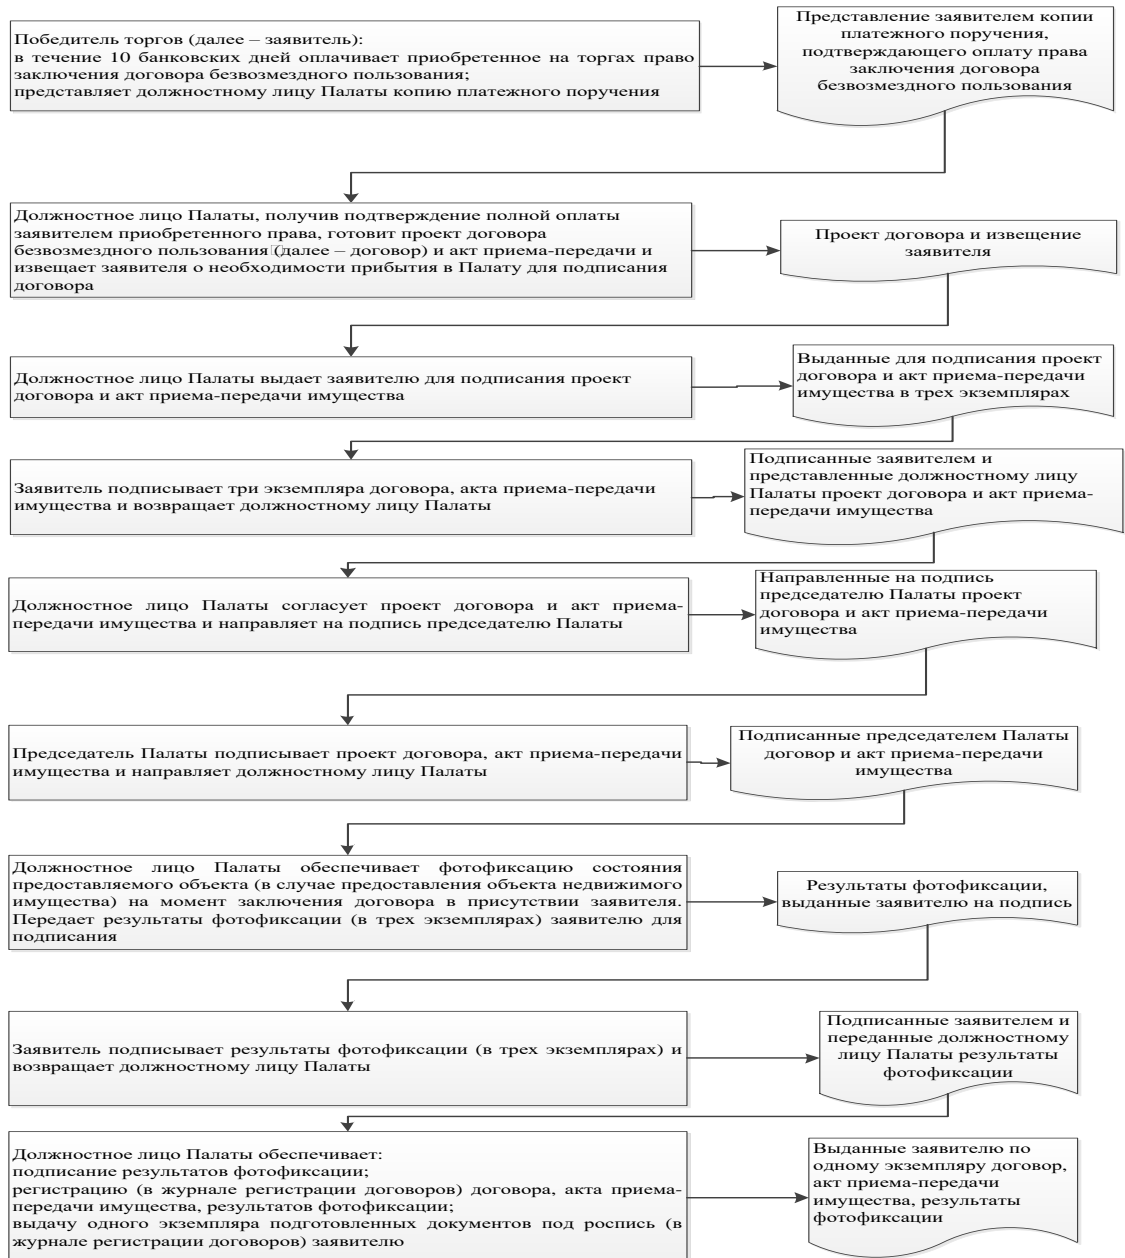 Победитель торгов (далее – заявитель):
в течение 10 банковских дней оплачивает приобретенное на торгах право
заключения договора безвозмездного пользования;
представляет должностному лицу Палаты копию платежного поручения
Представление заявителем копии
платежного поручения,
подтверждающего оплату права
заключения договора
безвозмездного пользования
Должностное лицо Палаты, получив подтверждение полной оплаты
заявителем приобретенного права, готовит проект договора
безвозмездного пользования (далее – договор) и акт приема-передачи и
извещает заявителя о необходимости прибытия в Палату для подписания
договора
Проект договора и извещение
заявителя
Должностное лицо Палаты выдает заявителю для подписания проект
договора и акт приема-передачи имущества
Выданные для подписания проект
договора и акт приема-передачи
имущества в трех экземплярах
Заявитель подписывает три экземпляра договора, акта приема-передачи
имущества и возвращает должностному лицу Палаты
Подписанные заявителем и
представленные должностному лицу
Палаты проект договора и акт приема-
передачи имущества
Должностное лицо Палаты согласует проект договора и акт приема-
передачи имущества и направляет на подпись председателю Палаты
Направленные на подпись
председателю Палаты проект
договора и акт приема-передачи
имущества
Председатель Палаты подписывает проект договора, акт приема-передачи
имущества и направляет должностному лицу Палаты
Подписанные председателем Палаты
договор и акт приема-передачи
имущества
Должностное лицо Палаты обеспечивает фотофиксацию состояния
предоставляемого объекта (в случае предоставления объекта недвижимого
имущества) на момент заключения договора в присутствии заявителя.
Передает результаты фотофиксации (в трех экземплярах) заявителю для
подписания
Результаты фотофиксации,
выданные заявителю на подпись
Заявитель подписывает результаты фотофиксации (в трех экземплярах) и
возвращает должностному лицу Палаты
Подписанные заявителем и
переданные должностному
лицу Палаты результаты
фотофиксации
Должностное лицо Палаты обеспечивает:
подписание результатов фотофиксации;
регистрацию (в журнале регистрации договоров) договора, акта приема-
передачи имущества, результатов фотофиксации;
выдачу одного экземпляра подготовленных документов под роспись (в
журнале регистрации договоров) заявителю
Выданные заявителю по
одному экземпляру договор,
акт приема-передачи
имущества, результаты
фотофиксации